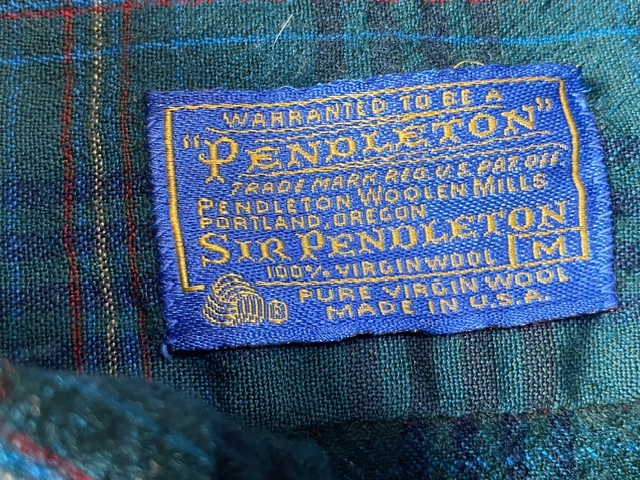 WARRANTED TO BE A
"PENDLETON"
TRADE MARK REG. U.S. PAT. OFF.
PENDLETON WOOLEN MILLS
PORTLAND, OREGON
SIR PENDLETON
100% VIRGIN WOOL M
PURE VIRGIN WOOL
MADE IN U.S.A.